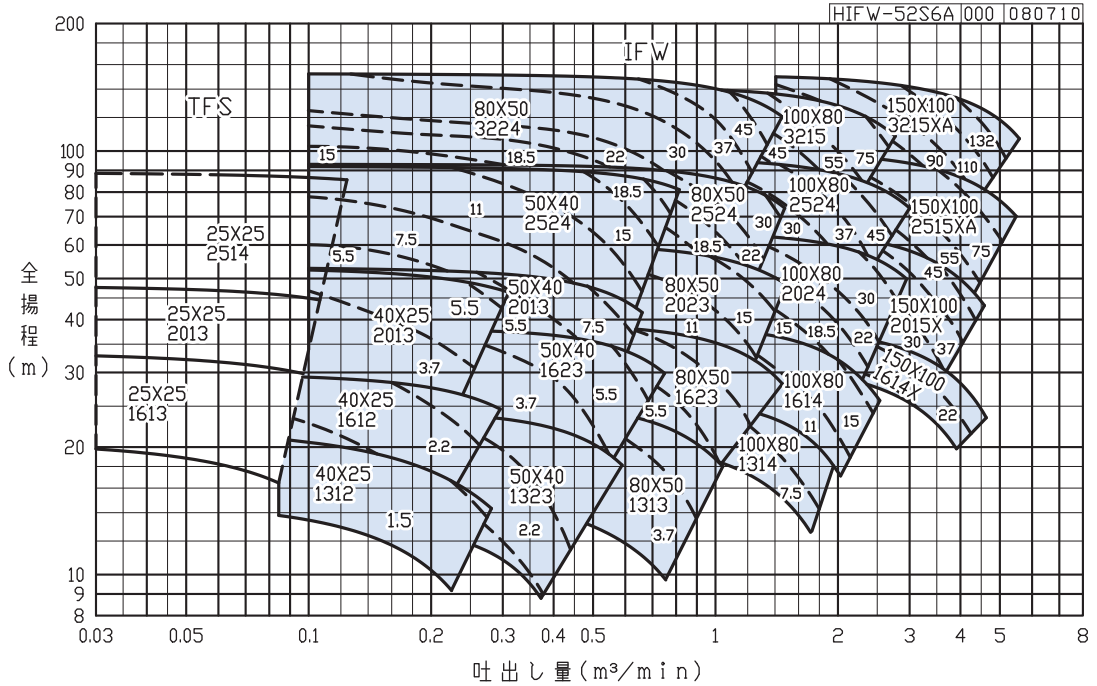 HIFW-52S6A 000 080710
IFW
TFS
全揚程(m)
200
100
90
80
70
60
50
40
30
20
10
9
8
80X50
3224
100X80
3215
150X100
3215XA
45
132
37
45
30
55
75
90
110
15
18.5
22
50X40
2524
80X50
2524
100X80
2524
150X100
2515XA
18.5
11
15
30
30
37
45
75
25X25
2514
7.5
5.5
18.5
22
55
45
50X40
2013
80X50
2023
100X80
2024
150X100
2015X
25X25
2013
40X25
2013
5.5
5.5
7.5
11
15
15
18.5
30
22
30
37
50X40
1623
3.7
150X100
1614X
25X25
1613
40X25
1612
80X50
1623
100X80
1614
3.7
5.5
5.5
11
15
22
2.2
100X80
1314
40X25
1312
50X40
1323
80X50
1313
7.5
1.5
2.2
3.7
0.03 0.05 0.1 0.2 0.3 0.4 0.5 1 2 3 4 5 8
吐出し量(m³/min)